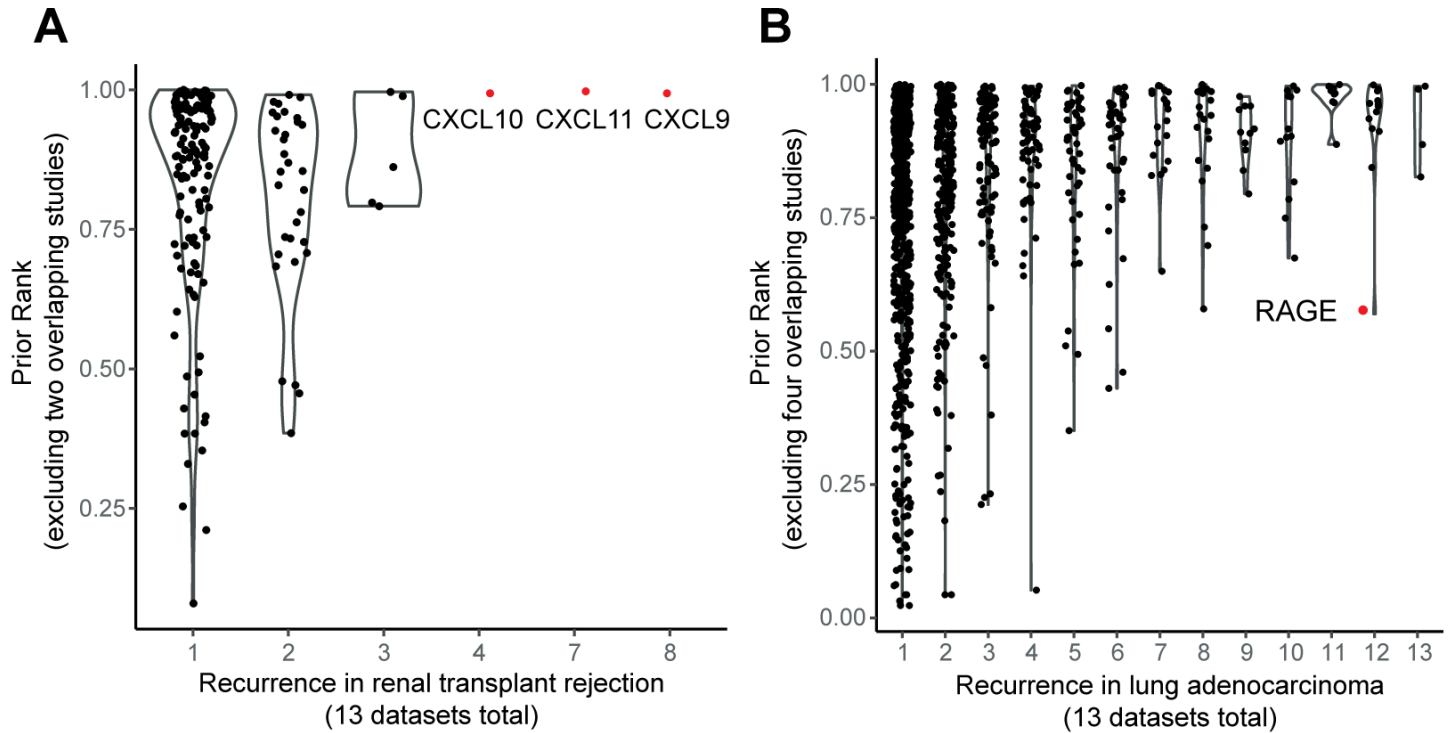 A
Prior Rank
(excluding two overlapping studies)
1.00
0.75
0.50
0.25
CXCL10 CXCL11 CXCL9
1 2 3 4 7 8
Recurrence in renal transplant rejection
(13 datasets total)
B
Prior Rank
(excluding four overlapping studies)
1.00
0.75
0.50
0.25
0.00
RAGE
1 2 3 4 5 6 7 8 9 10 11 12 13
Recurrence in lung adenocarcinoma
(13 datasets total)